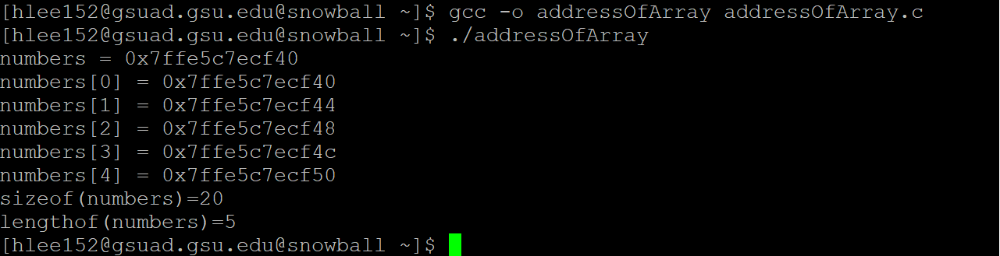 [hlee152@gsuad.gsu.edu@snowball ~]$ gcc -o addressOfArray addressOfArray.c
[hlee152@gsuad.gsu.edu@snowball ~]$ ./addressOfArray
numbers = 0x7ffe5c7ecf40
numbers[0] = 0x7ffe5c7ecf40
numbers[1] = 0x7ffe5c7ecf44
numbers[2] = 0x7ffe5c7ecf48
numbers[3] = 0x7ffe5c7ecf4c
numbers[4] = 0x7ffe5c7ecf50
sizeof(numbers)=20
lengthof(numbers)=5
[hlee152@gsuad.gsu.edu@snowball ~]$